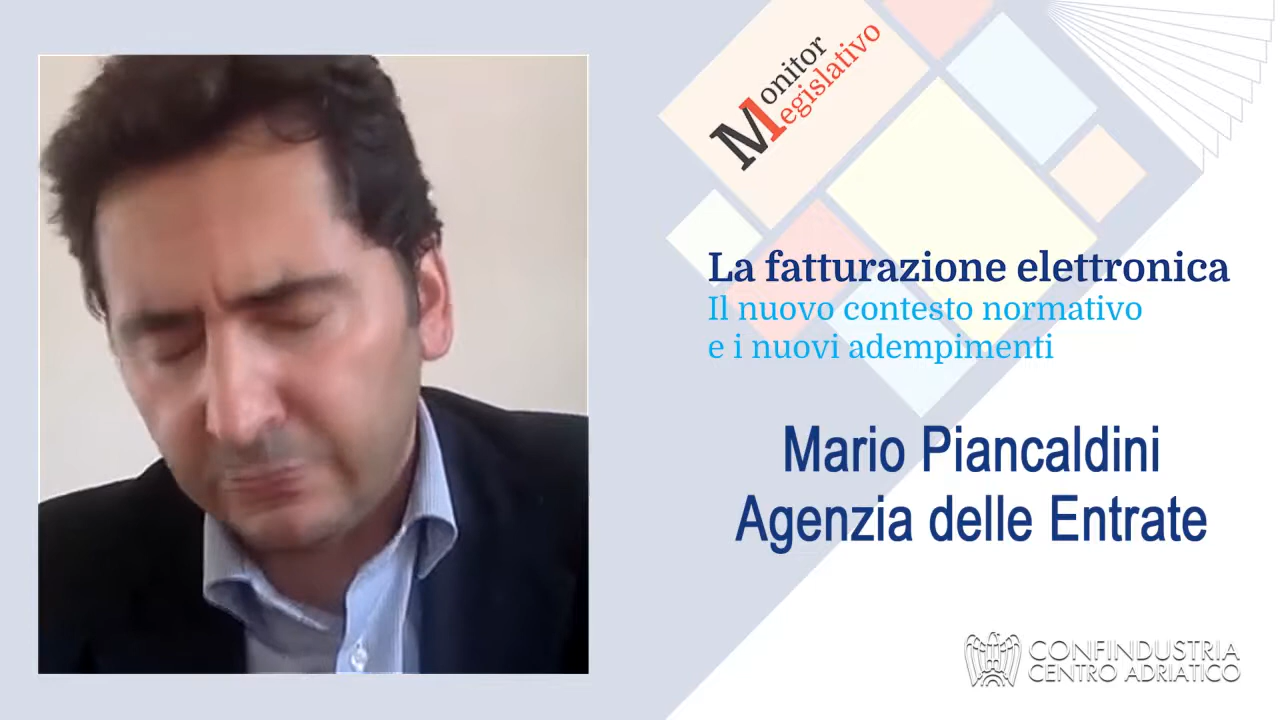 Monitor
legislativo
La fatturazione elettronica
Il nuovo contesto normativo
e i nuovi adempimenti
Mario Piancaldini
Agenzia delle Entrate
CONFINDUSTRIA
CENTRO ADRIATICO